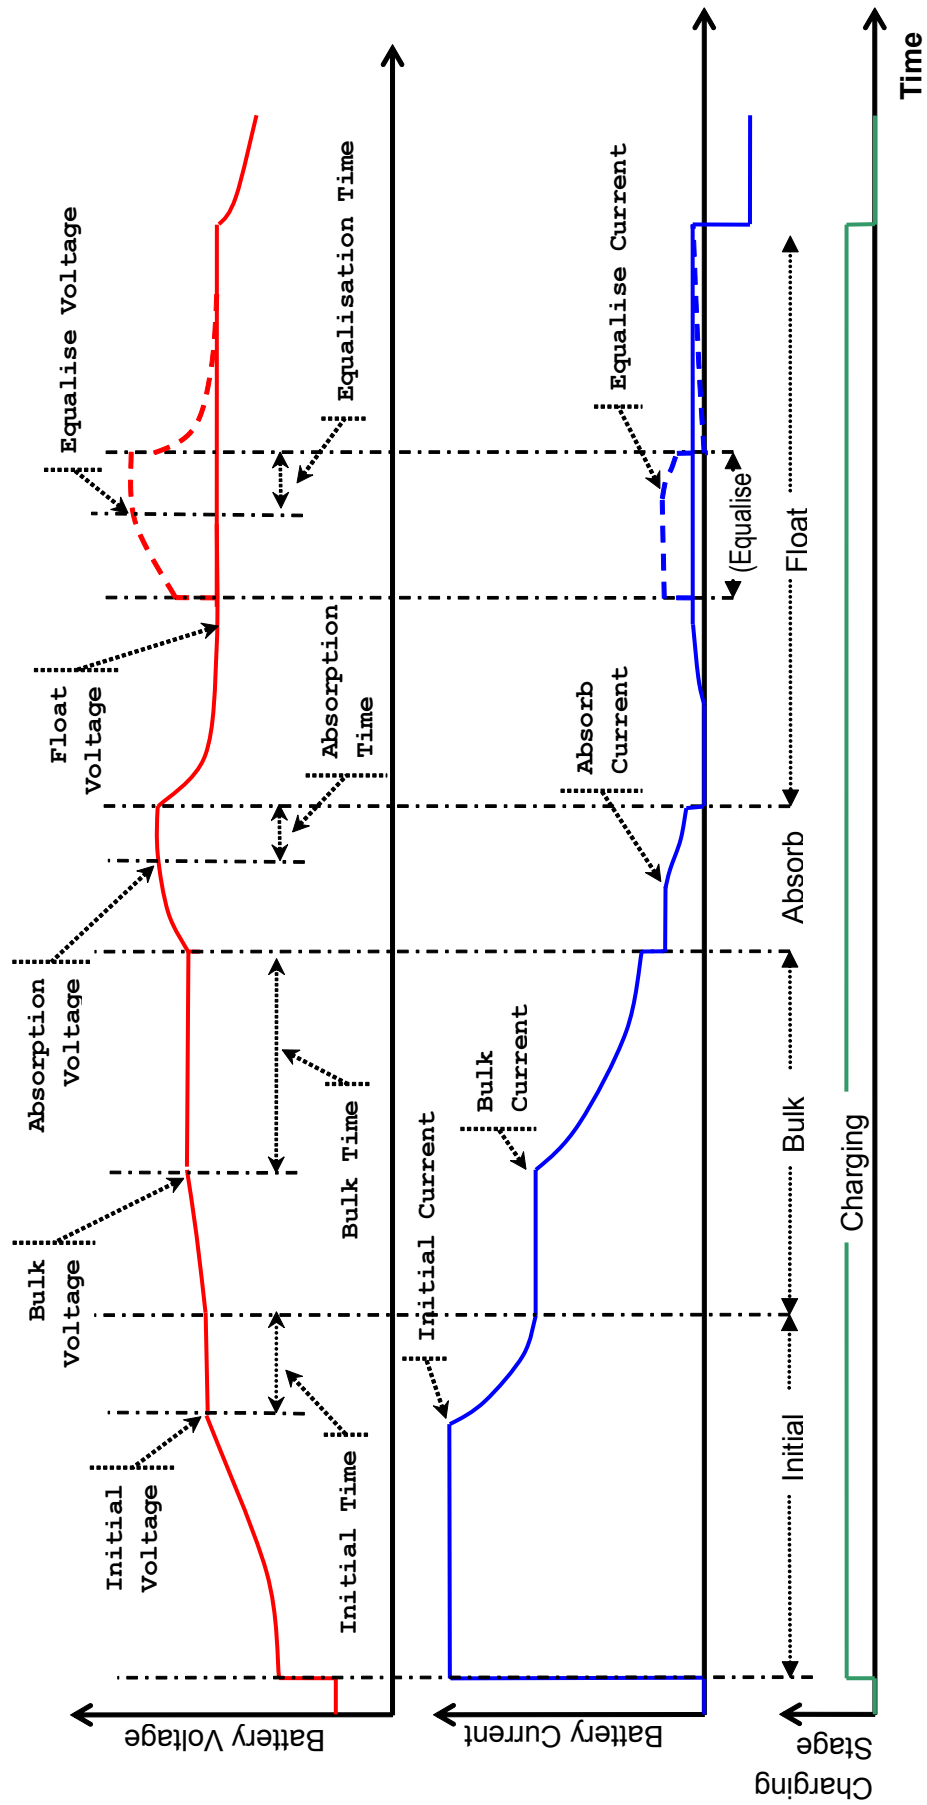 Equalise Voltage
Float
Voltage
Absorption
Voltage
Bulk
Voltage
Initial
Voltage
Equalisation Time
Absorption
Time
Bulk Time
Initial Time
Battery Voltage
Equalise Current
Absorb
Current
Bulk
Current
Initial Current
Battery Current
(Equalise
Initial
Bulk
Absorb
Float
Charging
Charging
Stage
Time